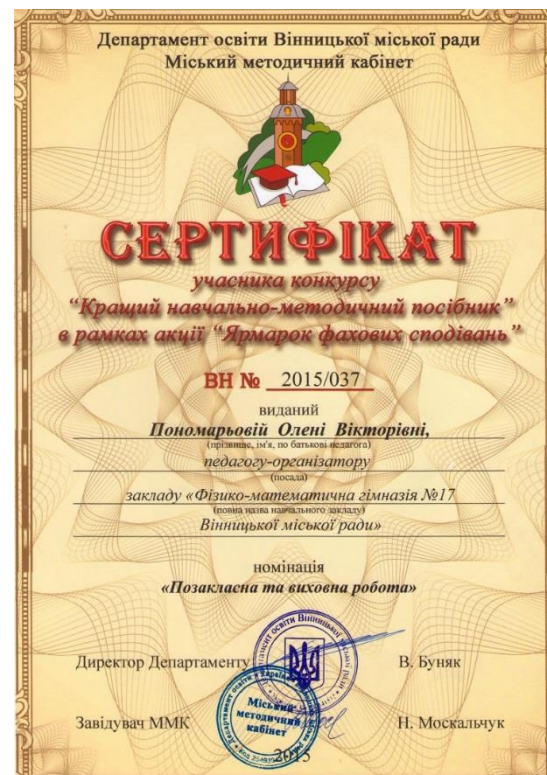 Департамент освіти Вінницької міської ради
Міський методичний кабінет
СЕРТИФІКАТ
учасника конкурсу
“Кращий навчально-методичний посібник”
в рамках акції “Ярмарок фахових сподівань”
ВН № 2015/037
виданий
Пономарьовій Олені Вікторівні,
(прізвище, ім'я, по батькові педагога)
педагогу-організатору
(посада)
закладу «Фізико-математична гімназія №17
(повна назва навчального закладу)
Вінницької міської ради»
номінація
«Позакласна та виховна робота»
Директор Департаменту В. Буняк
Міський
методичний
кабінет
Завідувач ММК Н. Москальчук
2015